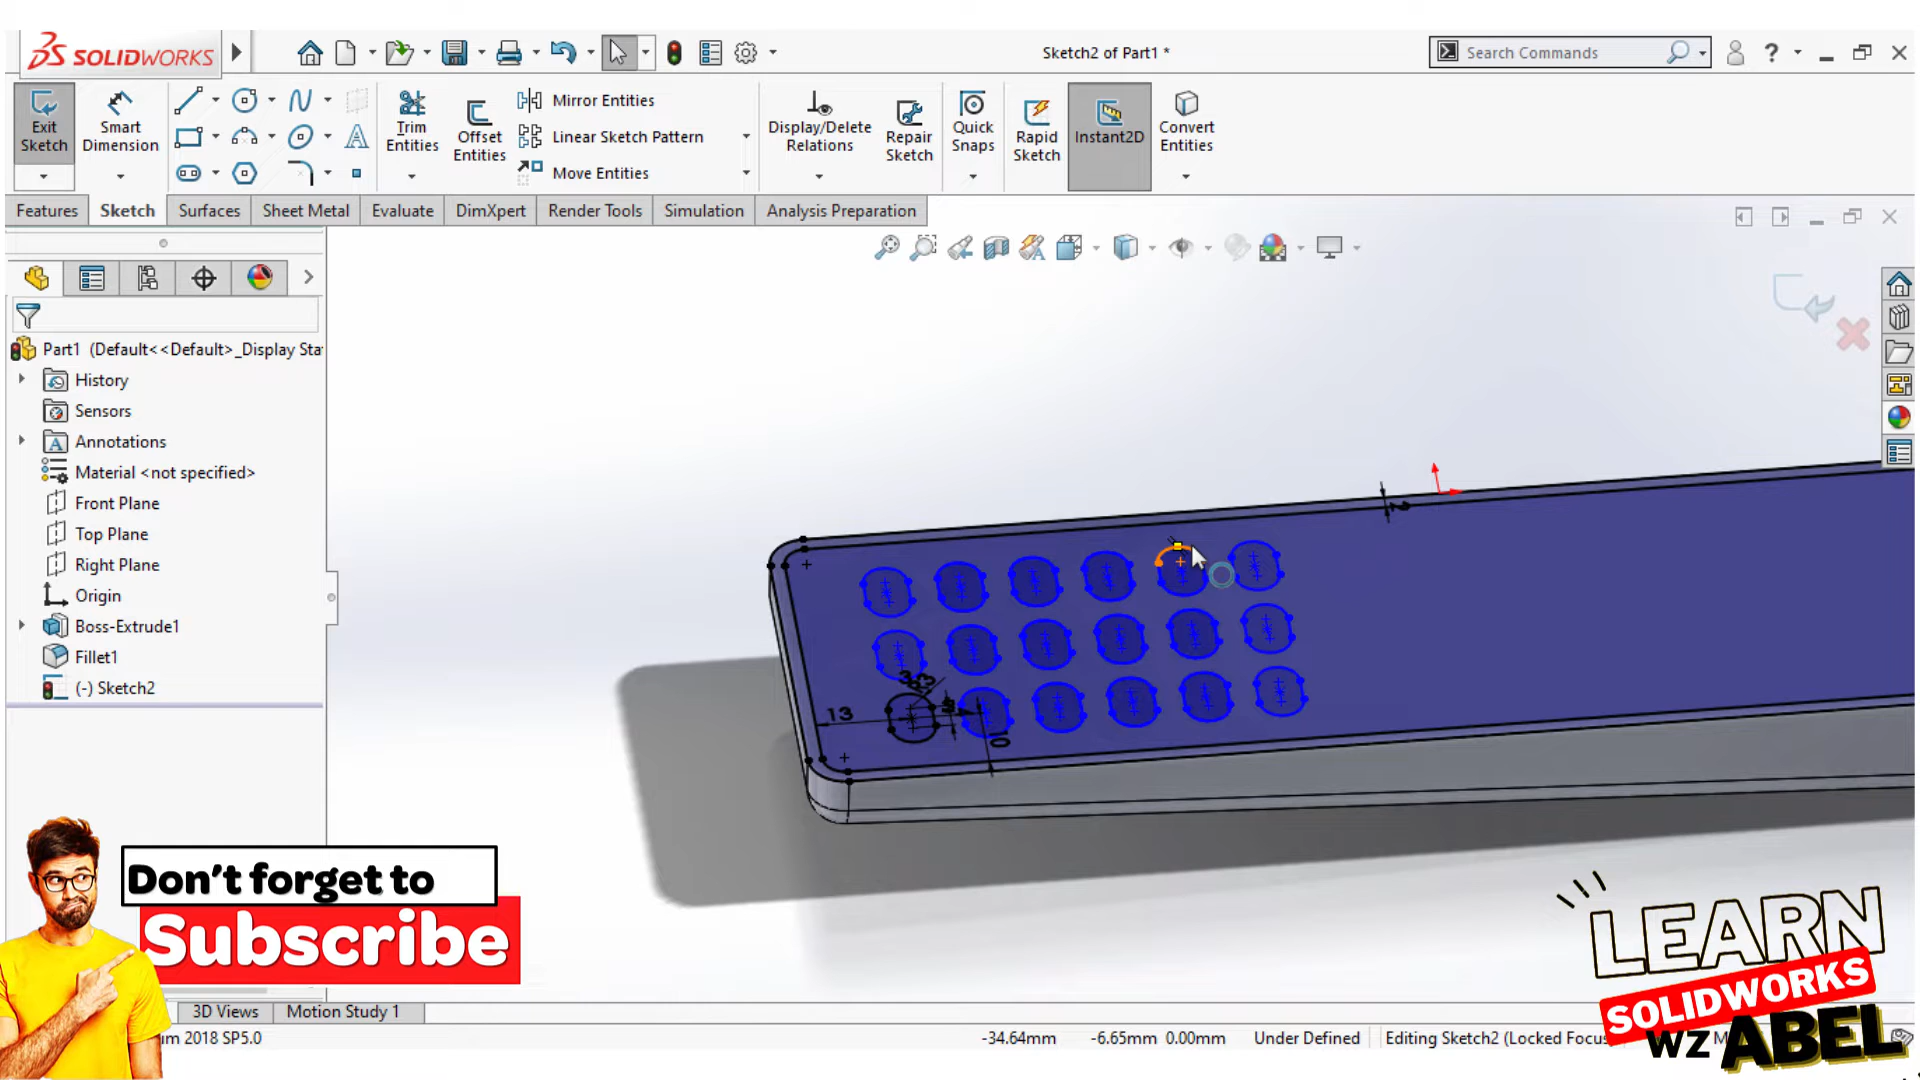 SOLIDWORKS
Sketch2 of Part1 *
Search Commands
?
Exit Sketch
Smart Dimension
Trim Entities
Offset Entities
Mirror Entities
Linear Sketch Pattern
Move Entities
Display/Delete Relations
Repair Sketch
Quick Snaps
Rapid Sketch
Instant2D
Convert Entities
Features
Sketch
Surfaces
Sheet Metal
Evaluate
DimXpert
Render Tools
Simulation
Analysis Preparation
Part1 (Default<<Default>_Display Sta
History
Sensors
Annotations
Material <not specified>
Front Plane
Top Plane
Right Plane
Origin
Boss-Extrude1
Fillet1
(-) Sketch2
13
10
2
Don't forget to
Subscribe
LEARN
SOLIDWORKS
WZ ABEL
3D Views
Motion Study 1
um 2018 SP5.0
-34.64mm
-6.65mm
0.00mm
Under Defined
Editing Sketch2 (Locked Focus